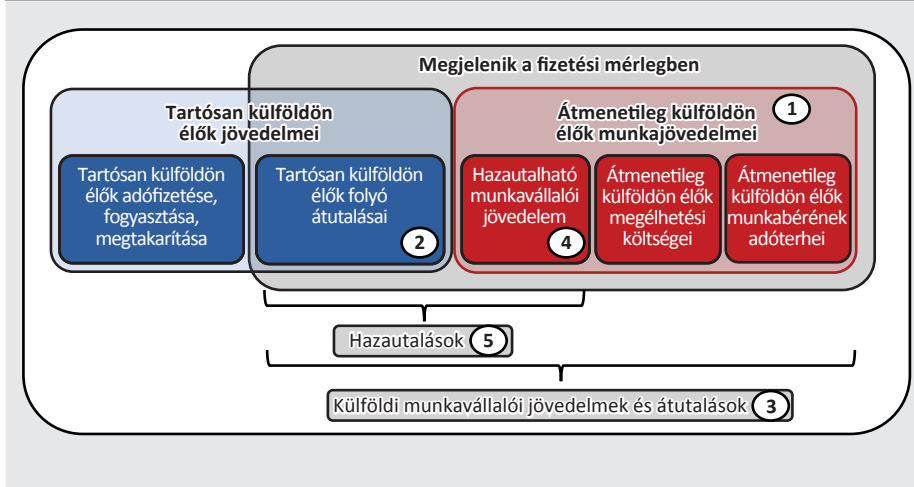 Megjelenik a fizetési mérlegben
Tartósan külföldön
élők jövedelmei
Átmenetileg külföldön
élők munkajövedelmei
1
Tartósan külföldön
élők adófizetése,
fogyasztása,
megtakarítása
Tartósan külföldön
élők folyó
átutalásai
2
Hazautalható
munkavállalói
jövedelem
4
Átmenetileg
külföldön élők
megélhetési
költségei
Átmenetileg
külföldön élők
munkabérének
adóterhei
Hazautalások 5
Külföldi munkavállalói jövedelmek és átutalások 3